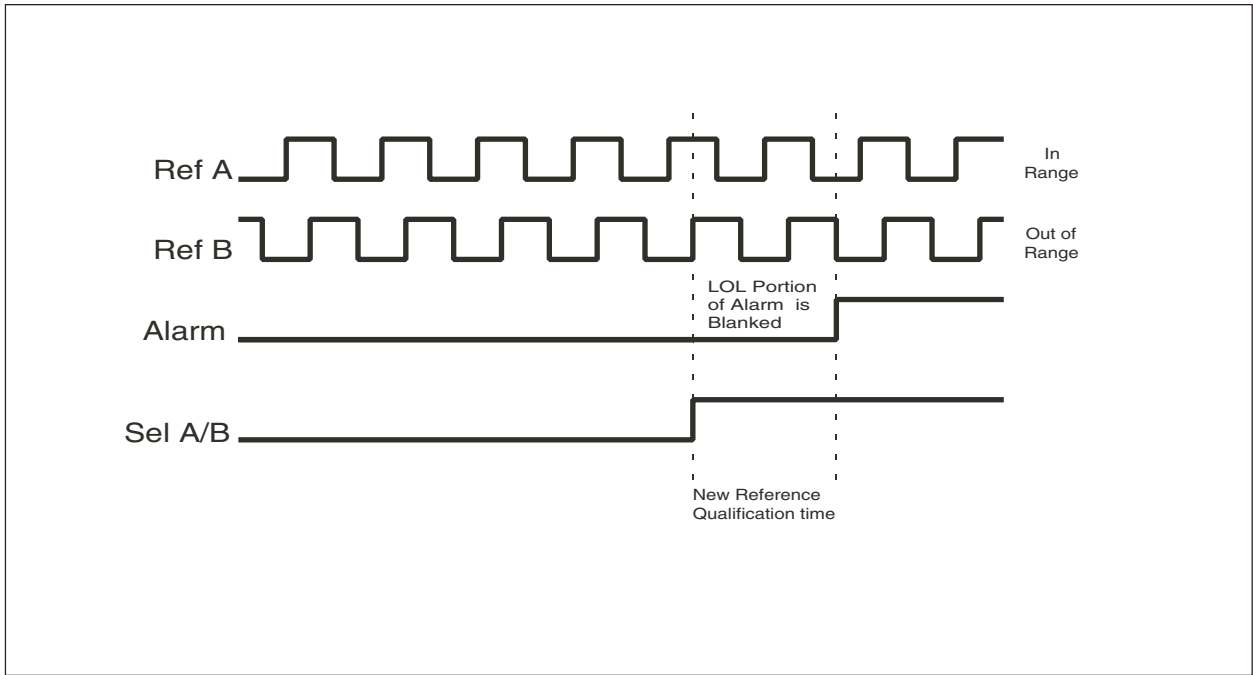 Ref A
In
Range
Ref B
Out of
Range
LOL Portion
of Alarm is
Blanked
Alarm
Sel A/B
New Reference
Qualification time